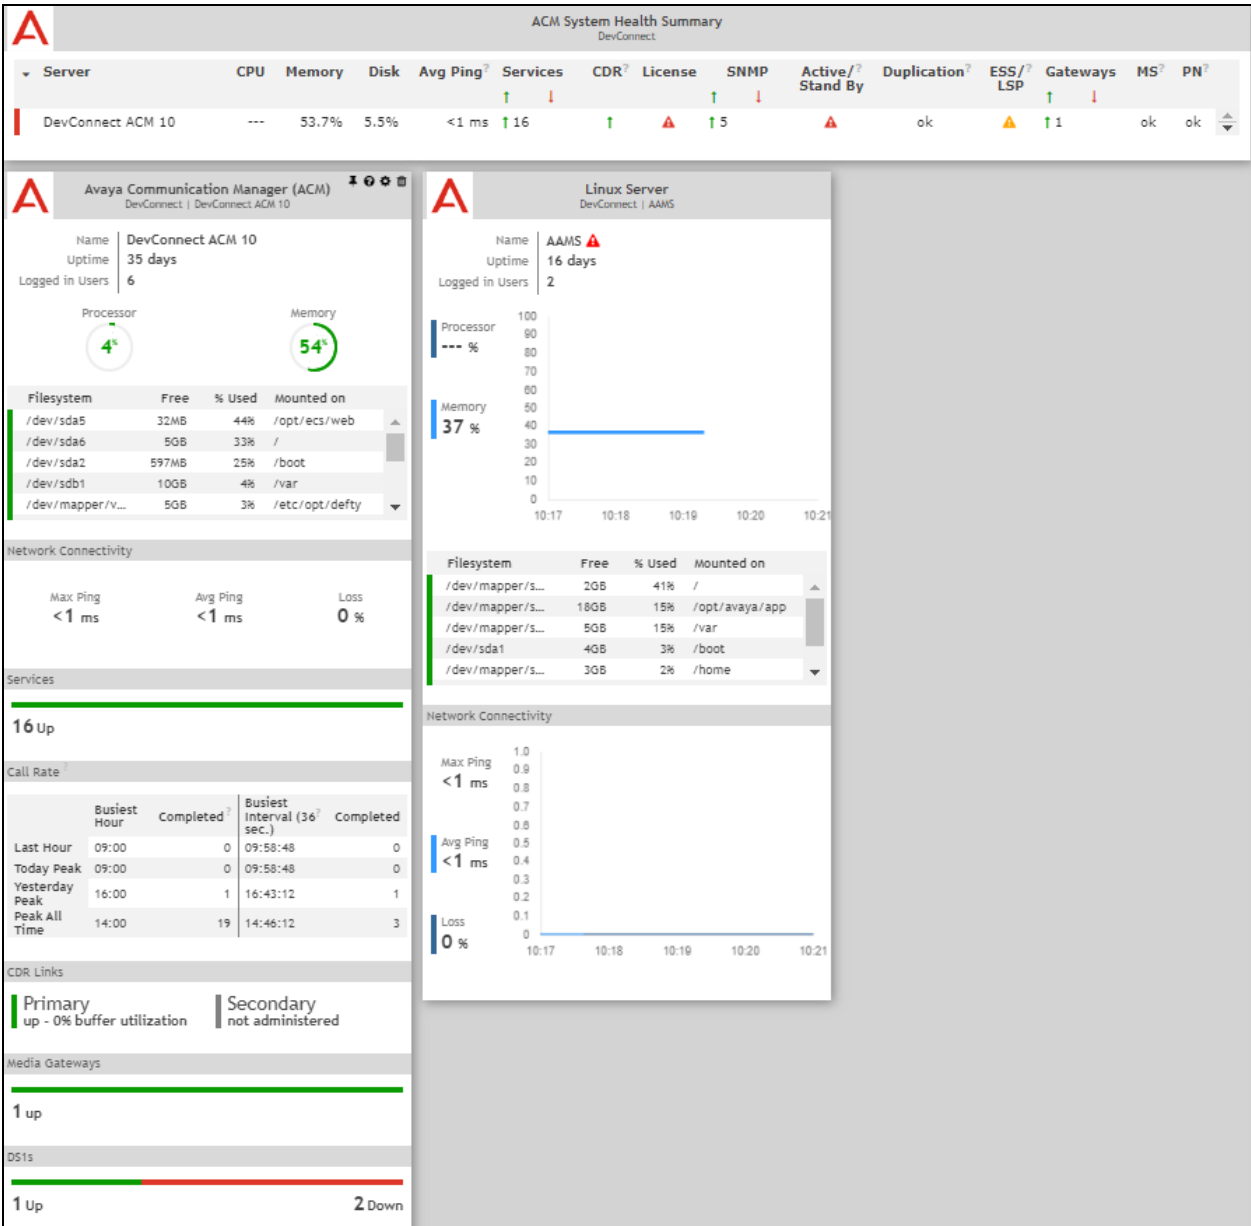 ACM System Health Summary
DevConnect
Server CPU Memory Disk Avg Ping? Services CDR? License SNMP Active/? Stand By Duplication? ESS/? LSP Gateways MS? PN?
↑ ↓ ↑ ↓ ↑ ↓
DevConnect ACM 10 --- 53.7% 5.5% <1 ms ↑ 16 ↑ ↑ 5 ok ↑ 1 ok ok
Avaya Communication Manager (ACM)
DevConnect | DevConnect ACM 10
Name DevConnect ACM 10
Uptime 35 days
Logged in Users 6
Processor Memory
4% 54%
Filesystem Free % Used Mounted on
/dev/sda5 32MB 44% /opt/ecs/web
/dev/sda6 5GB 33% /
/dev/sda2 597MB 25% /boot
/dev/sdb1 10GB 4% /var
/dev/mapper/v... 5GB 3% /etc/opt/defty
Network Connectivity
Max Ping Avg Ping Loss
<1 ms <1 ms 0 %
Services
16 Up
Call Rate ?
Busiest Hour Completed? Busiest Interval (36? sec.) Completed
Last Hour 09:00 0 09:58:48 0
Today Peak 09:00 0 09:58:48 0
Yesterday Peak 16:00 1 16:43:12 1
Peak All Time 14:00 19 14:46:12 3
CDR Links
Primary Secondary
up - 0% buffer utilization not administered
Media Gateways
1 up
DS1s
1 Up 2 Down
Linux Server
DevConnect | AAMS
Name AAMS
Uptime 16 days
Logged in Users 2
Processor
--- %
Memory
37 %
100
90
80
70
60
50
40
30
20
10
0
10:17 10:18 10:19 10:20 10:21
Filesystem Free % Used Mounted on
/dev/mapper/s... 2GB 41% /
/dev/mapper/s... 18GB 15% /opt/avaya/app
/dev/mapper/s... 5GB 15% /var
/dev/sda1 4GB 3% /boot
/dev/mapper/s... 3GB 2% /home
Network Connectivity
Max Ping
<1 ms
Avg Ping
<1 ms
Loss
0 %
1.0
0.9
0.8
0.7
0.6
0.5
0.4
0.3
0.2
0.1
0
10:17 10:18 10:19 10:20 10:21